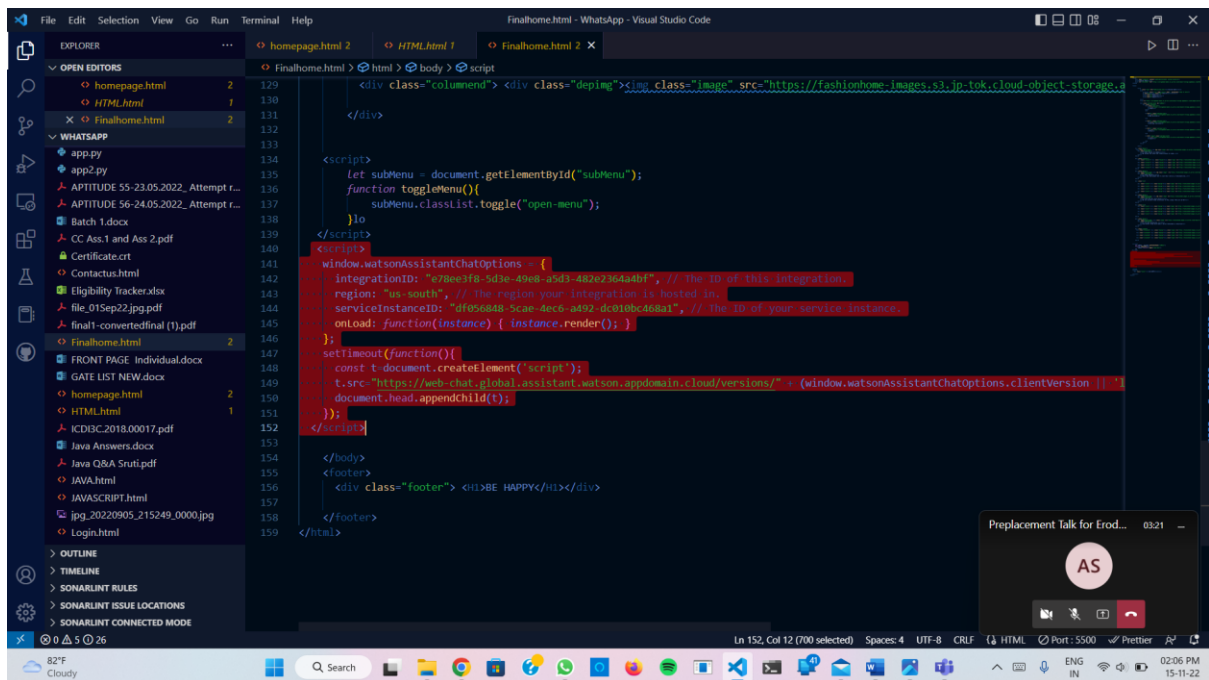 File Edit Selection View Go Run Terminal Help
Finalhome.html - WhatsApp - Visual Studio Code
EXPLORER
OPEN EDITORS
homepage.html 2
HTML.html 1
Finalhome.html 2
WHATSAPP
app.py
app2.py
APTITUDE 55-23.05.2022_ Attempt r...
APTITUDE 56-24.05.2022_ Attempt r...
Batch 1.docx
CC Ass.1 and Ass 2.pdf
Certificate.crt
Contactus.html
Eligibility Tracker.xlsx
file_01Sep22.jpg.pdf
final1-convertedfinal (1).pdf
Finalhome.html 2
FRONT PAGE Individual.docx
GATE LIST NEW.docx
homepage.html 2
HTML.html 1
ICDI3C.2018.00017.pdf
Java Answers.docx
Java Q&A Sruti.pdf
JAVA.html
JAVASCRIPT.html
jpg_20220905_215249_0000.jpg
Login.html
OUTLINE
TIMELINE
SONARLINT RULES
SONARLINT ISSUE LOCATIONS
SONARLINT CONNECTED MODE
homepage.html 2 HTML.html 1 Finalhome.html 2
Finalhome.html > html > body > script
129 <div class="columnend"> <div class="depimg"><img class="image" src="https://fashionhome-images.s3.jp-tok.cloud-object-storage.a
130
131 </div>
132
133
134 <script>
135 let subMenu = document.getElementById("subMenu");
136 function toggleMenu(){
137 subMenu.classList.toggle("open-menu");
138 }lo
139 </script>
140 <script>
141 window.watsonAssistantChatOptions = {
142 integrationID: "e78ee3f8-5d3e-49e8-a5d3-482e2364a4bf", // The ID of this integration.
143 region: "us-south", // The region your integration is hosted in.
144 serviceInstanceID: "df056848-5cae-4ec6-a492-dc010bc468a1", // The ID of your service instance.
145 onLoad: function(instance) { instance.render(); }
146 };
147 setTimeout(function(){
148 const t=document.createElement('script');
149 t.src="https://web-chat.global.assistant.watson.appdomain.cloud/versions/" + (window.watsonAssistantChatOptions.clientVersion || 'l
150 document.head.appendChild(t);
151 });
152 </script>
153
154 </body>
155 <footer>
156 <div class="footer"> <H1>BE HAPPY</H1></div>
157
158 </footer>
159 </html>
Preplacement Talk for Erod... 03:21
AS
0 5 26
Ln 152, Col 12 (700 selected) Spaces: 4 UTF-8 CRLF HTML Port : 5500 Prettier
82°F
Cloudy
Search
41
ENG
IN
02:06 PM
15-11-22